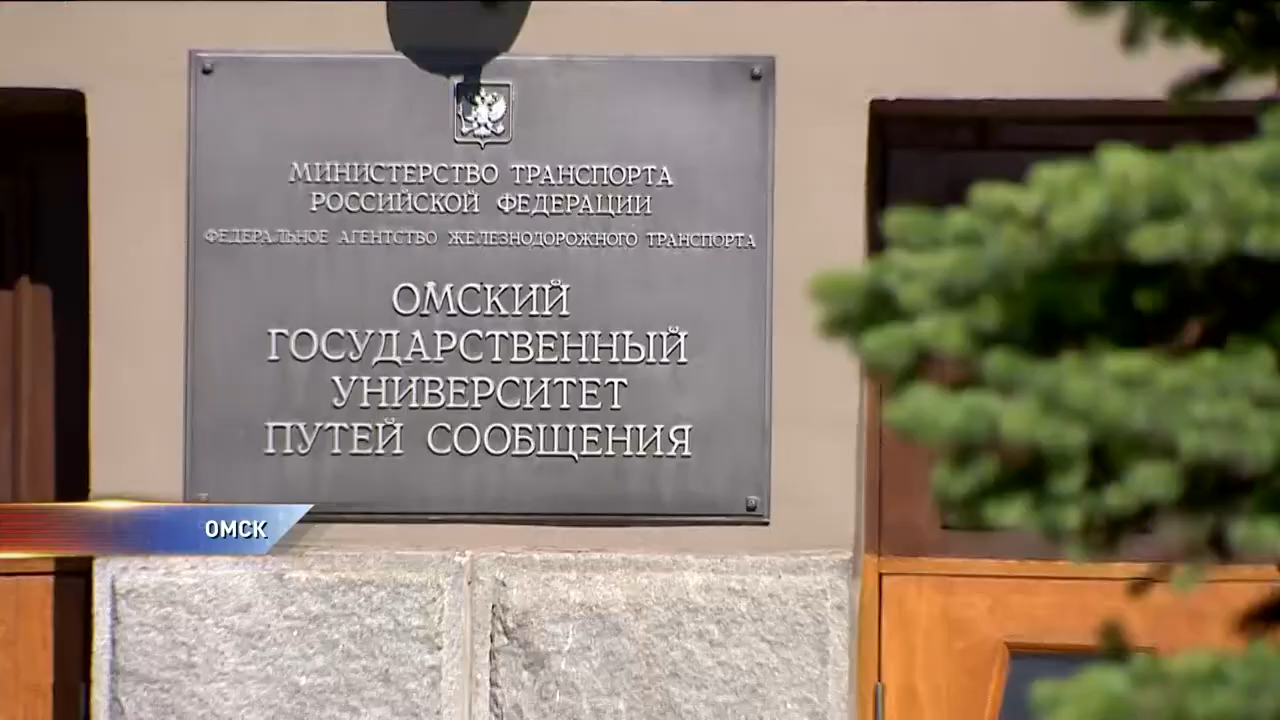 МИНИСТЕРСТВО ТРАНСПОРТА
РОССИЙСКОЙ ФЕДЕРАЦИИ
ФЕДЕРАЛЬНОЕ АГЕНТСТВО ЖЕЛЕЗНОДОРОЖНОГО ТРАНСПОРТА
ОМСКИЙ
ГОСУДАРСТВЕННЫЙ
УНИВЕРСИТЕТ
ПУТЕЙ СООБЩЕНИЯ
ОМСК